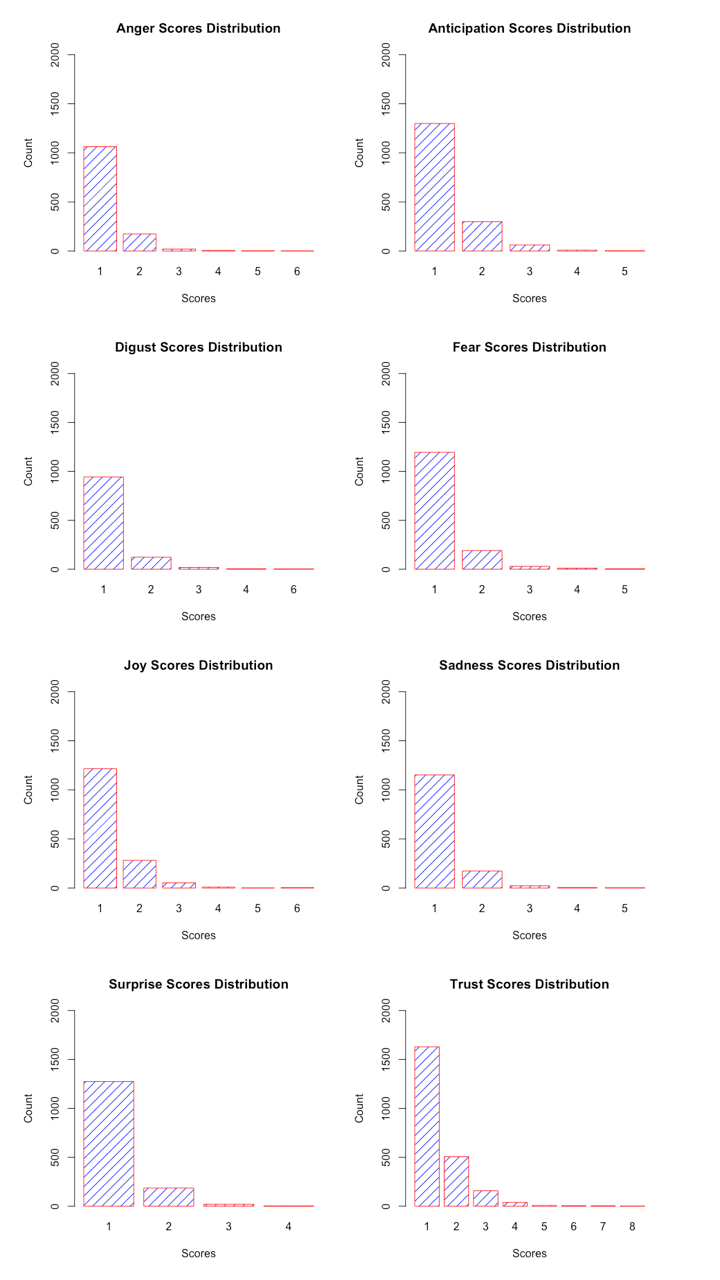 Anger Scores Distribution
Count
0 500 1000 1500 2000
1 2 3 4 5 6
Scores
Anticipation Scores Distribution
Count
0 500 1000 1500 2000
1 2 3 4 5
Scores
Digust Scores Distribution
Count
0 500 1000 1500 2000
1 2 3 4 6
Scores
Fear Scores Distribution
Count
0 500 1000 1500 2000
1 2 3 4 5
Scores
Joy Scores Distribution
Count
0 500 1000 1500 2000
1 2 3 4 5 6
Scores
Sadness Scores Distribution
Count
0 500 1000 1500 2000
1 2 3 4 5
Scores
Surprise Scores Distribution
Count
0 500 1000 1500 2000
1 2 3 4
Scores
Trust Scores Distribution
Count
0 500 1000 1500 2000
1 2 3 4 5 6 7 8
Scores